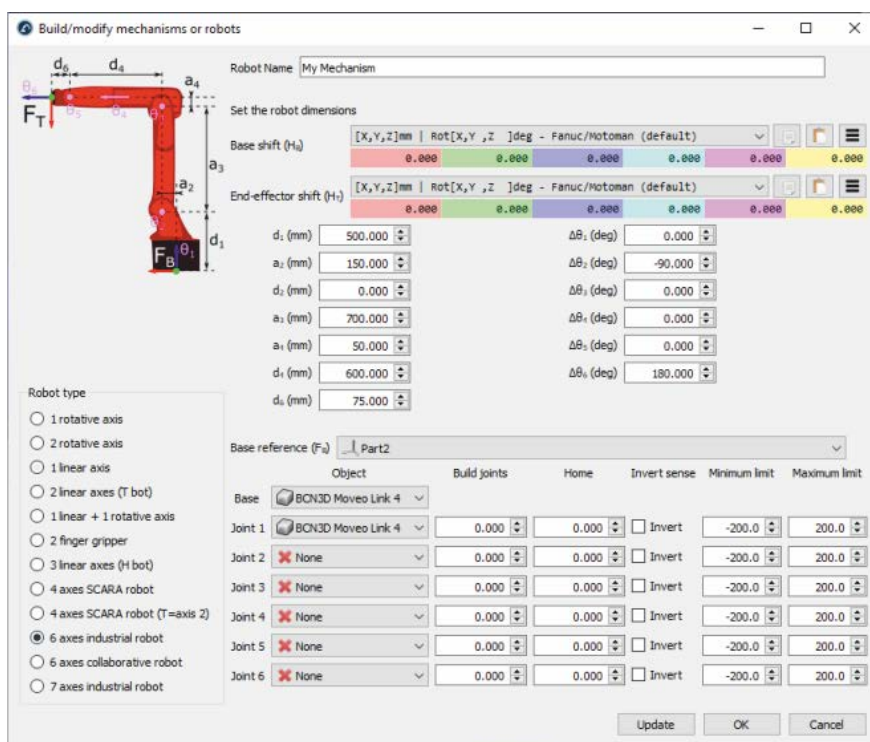 Build/modify mechanisms or robots
d₆ d₄
a₄
θ₆ θ₅ θ₄
F_T
a₃
a₂
d₁
F_B θ₁
Robot Name My Mechanism
Set the robot dimensions
Base shift (H₀) [X,Y,Z]mm | Rot[X,Y ,Z ]deg - Fanuc/Motoman (default)
0.000 0.000 0.000 0.000 0.000 0.000
End-effector shift (H₇) [X,Y,Z]mm | Rot[X,Y ,Z ]deg - Fanuc/Motoman (default)
0.000 0.000 0.000 0.000 0.000 0.000
d₁ (mm) 500.000 Δθ₁ (deg) 0.000
a₂ (mm) 150.000 Δθ₂ (deg) -90.000
d₂ (mm) 0.000 Δθ₃ (deg) 0.000
a₃ (mm) 700.000 Δθ₄ (deg) 0.000
a₄ (mm) 50.000 Δθ₅ (deg) 0.000
d₄ (mm) 600.000 Δθ₆ (deg) 180.000
d₆ (mm) 75.000
Robot type
1 rotative axis
2 rotative axis
1 linear axis
2 linear axes (T bot)
1 linear + 1 rotative axis
2 finger gripper
3 linear axes (H bot)
4 axes SCARA robot
4 axes SCARA robot (T=axis 2)
6 axes industrial robot
6 axes collaborative robot
7 axes industrial robot
Base reference (F₀) Part2
Object Build joints Home Invert sense Minimum limit Maximum limit
Base BCN3D Moveo Link 4
Joint 1 BCN3D Moveo Link 4 0.000 0.000 Invert -200.0 200.0
Joint 2 None 0.000 0.000 Invert -200.0 200.0
Joint 3 None 0.000 0.000 Invert -200.0 200.0
Joint 4 None 0.000 0.000 Invert -200.0 200.0
Joint 5 None 0.000 0.000 Invert -200.0 200.0
Joint 6 None 0.000 0.000 Invert -200.0 200.0
Update OK Cancel